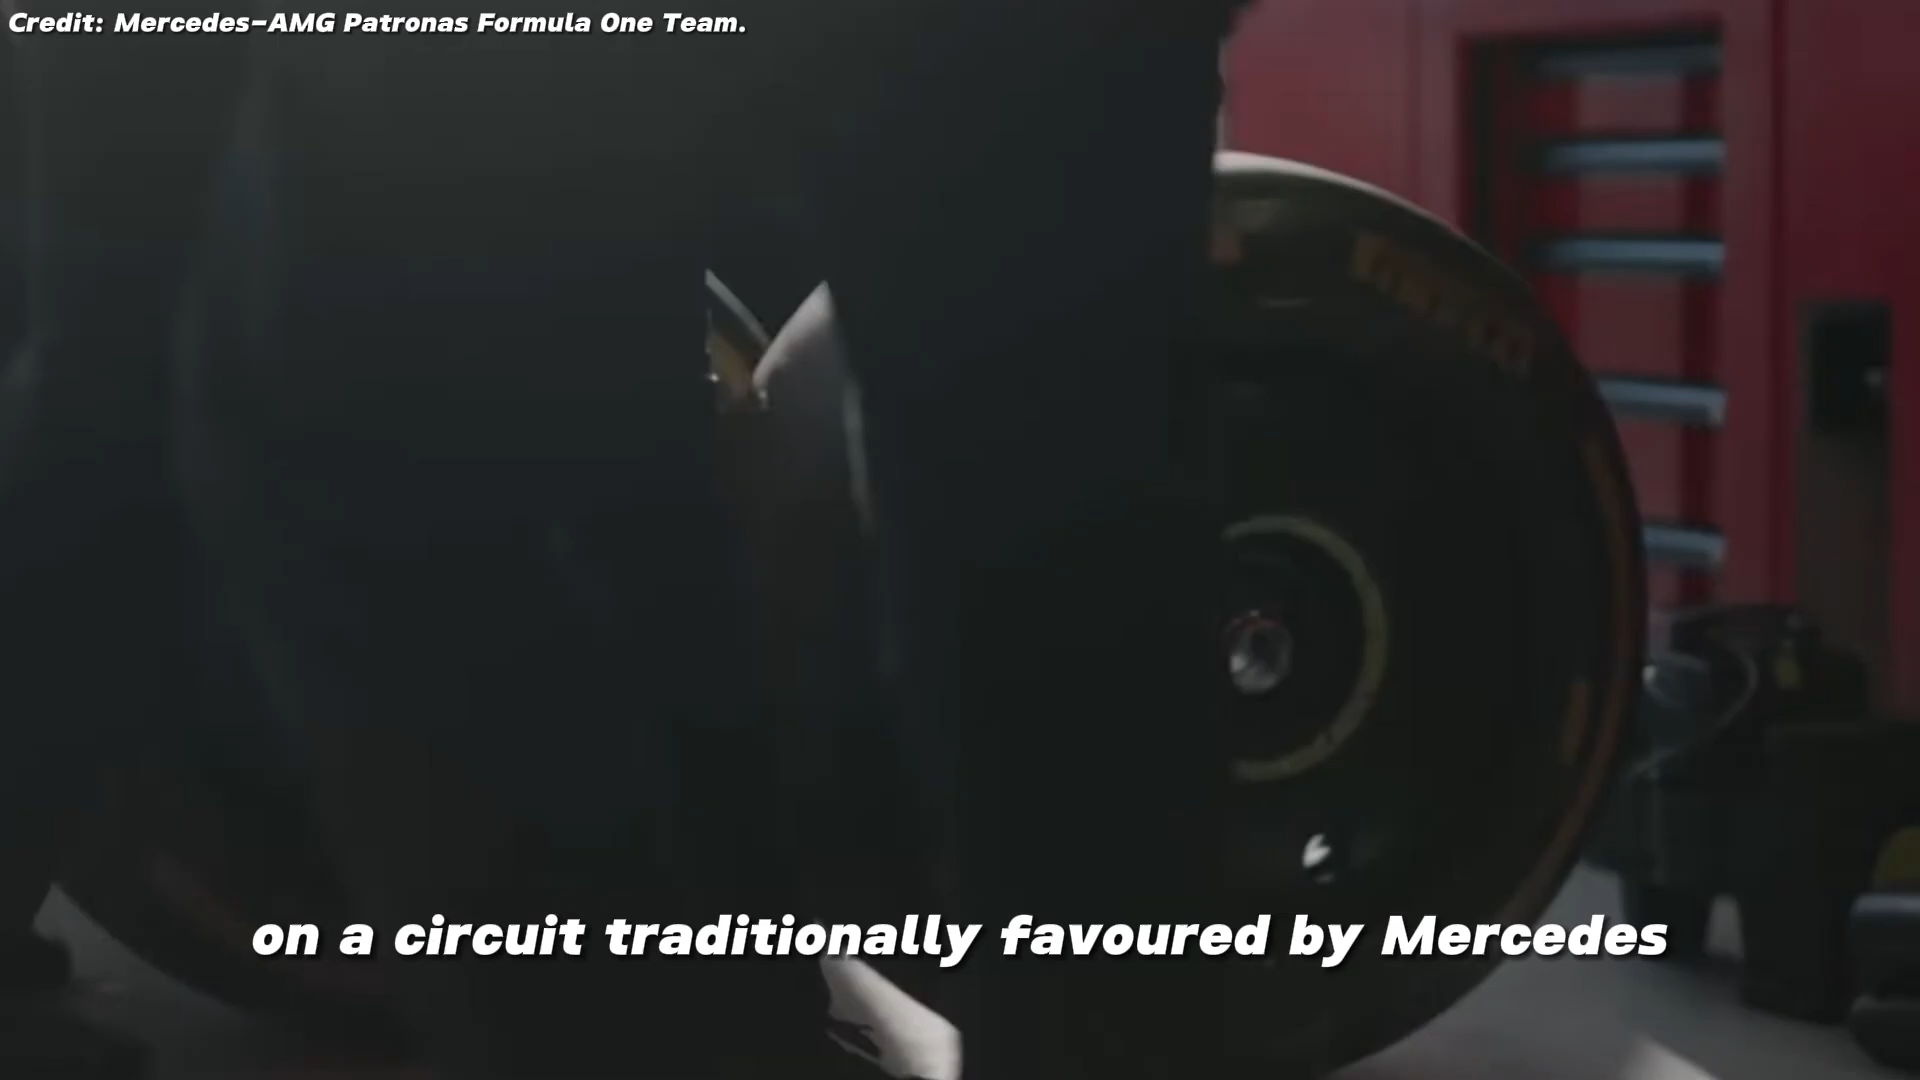 Credit: Mercedes-AMG Patronas Formula One Team.
on a circuit traditionally favoured by Mercedes